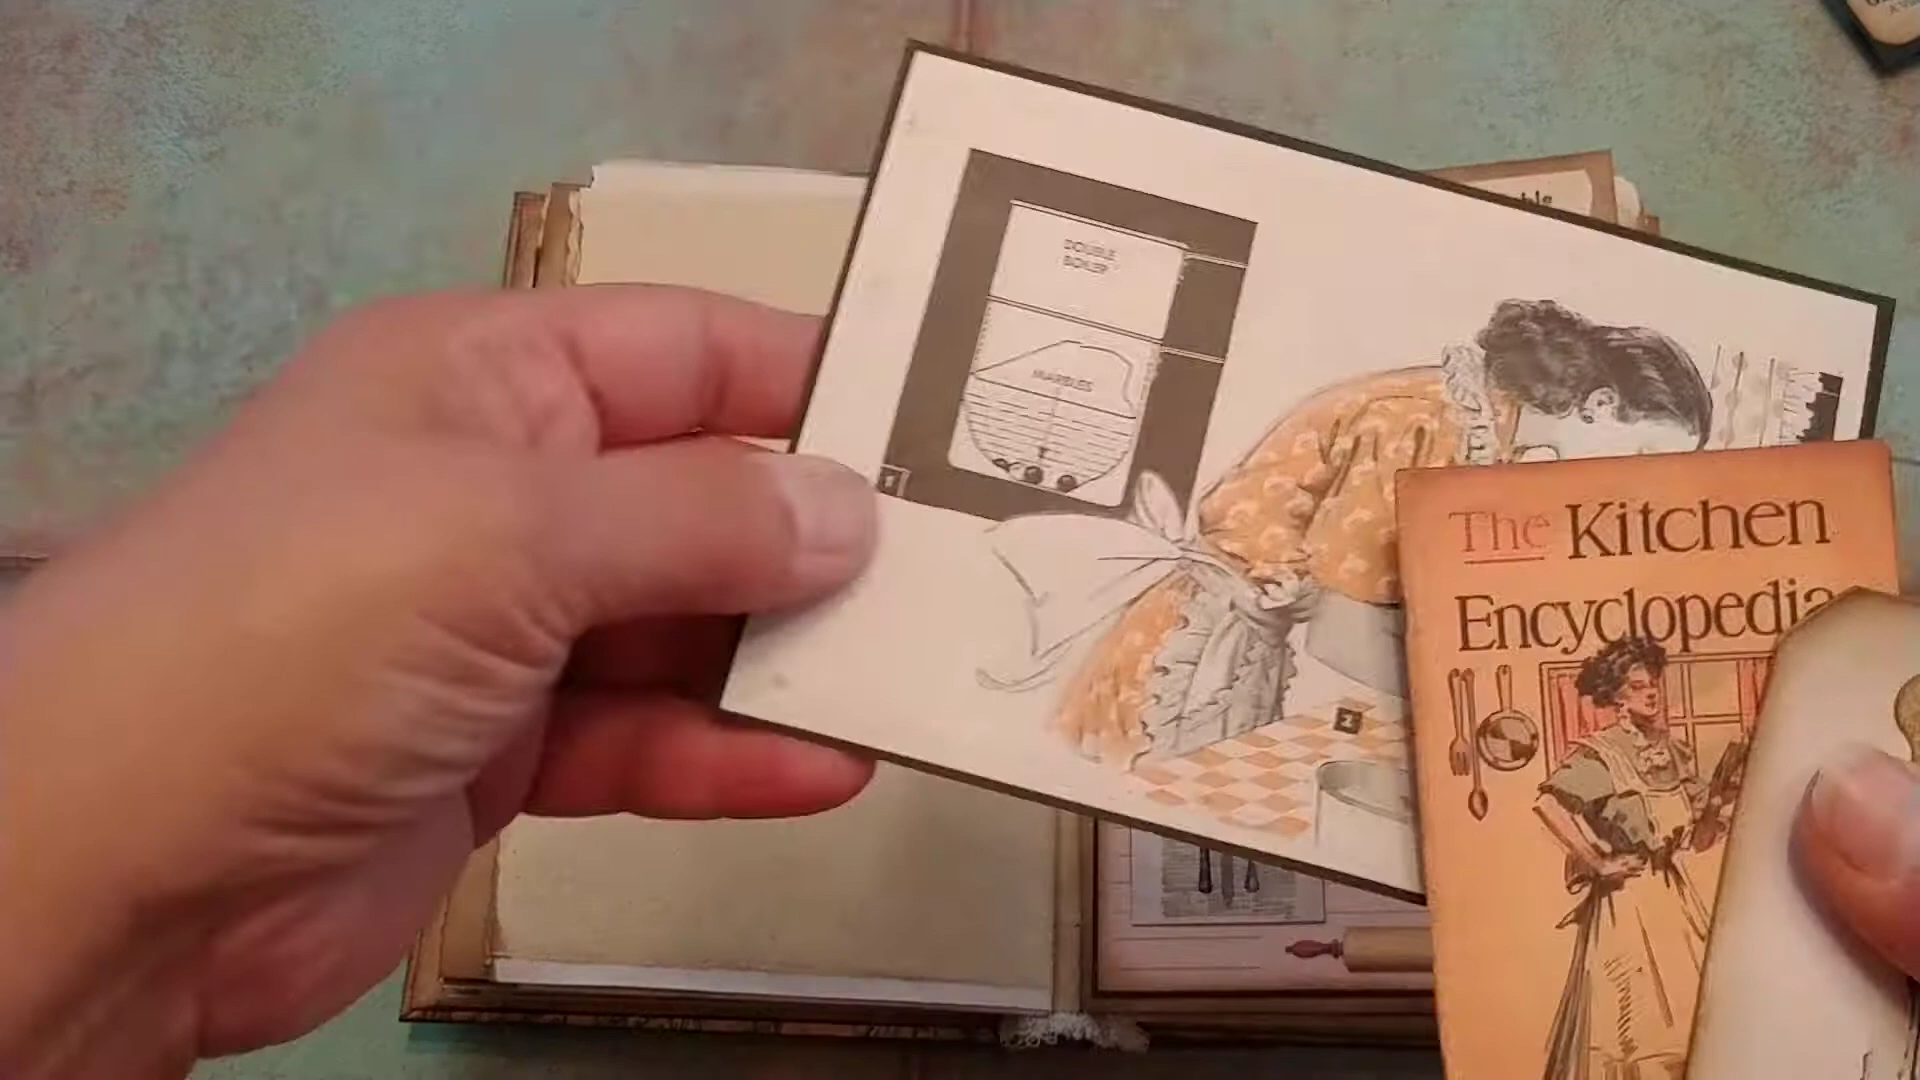 DOUBLE
BOILER
MARBLES
1
2
The Kitchen
Encyclopedia